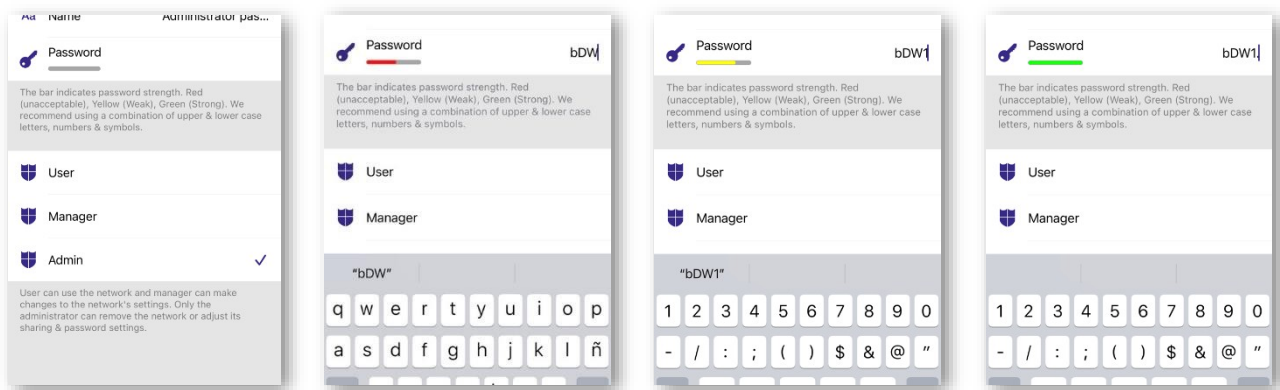 Aa Name Administrator pas...
Password
The bar indicates password strength. Red
(unacceptable), Yellow (Weak), Green (Strong). We
recommend using a combination of upper & lower case
letters, numbers & symbols.
User
Manager
Admin
User can use the network and manager can make
changes to the network's settings. Only the
administrator can remove the network or adjust its
sharing & password settings.
Password bDW
The bar indicates password strength. Red
(unacceptable), Yellow (Weak), Green (Strong). We
recommend using a combination of upper & lower case
letters, numbers & symbols.
User
Manager
"bDW"
q w e r t y u i o p
a s d f g h j k l ñ
Password bDW1
The bar indicates password strength. Red
(unacceptable), Yellow (Weak), Green (Strong). We
recommend using a combination of upper & lower case
letters, numbers & symbols.
User
Manager
"bDW1"
1 2 3 4 5 6 7 8 9 0
- / : ; ( ) $ & @ "
Password bDW1.
The bar indicates password strength. Red
(unacceptable), Yellow (Weak), Green (Strong). We
recommend using a combination of upper & lower case
letters, numbers & symbols.
User
Manager
1 2 3 4 5 6 7 8 9 0
- / : ; ( ) $ & @ "